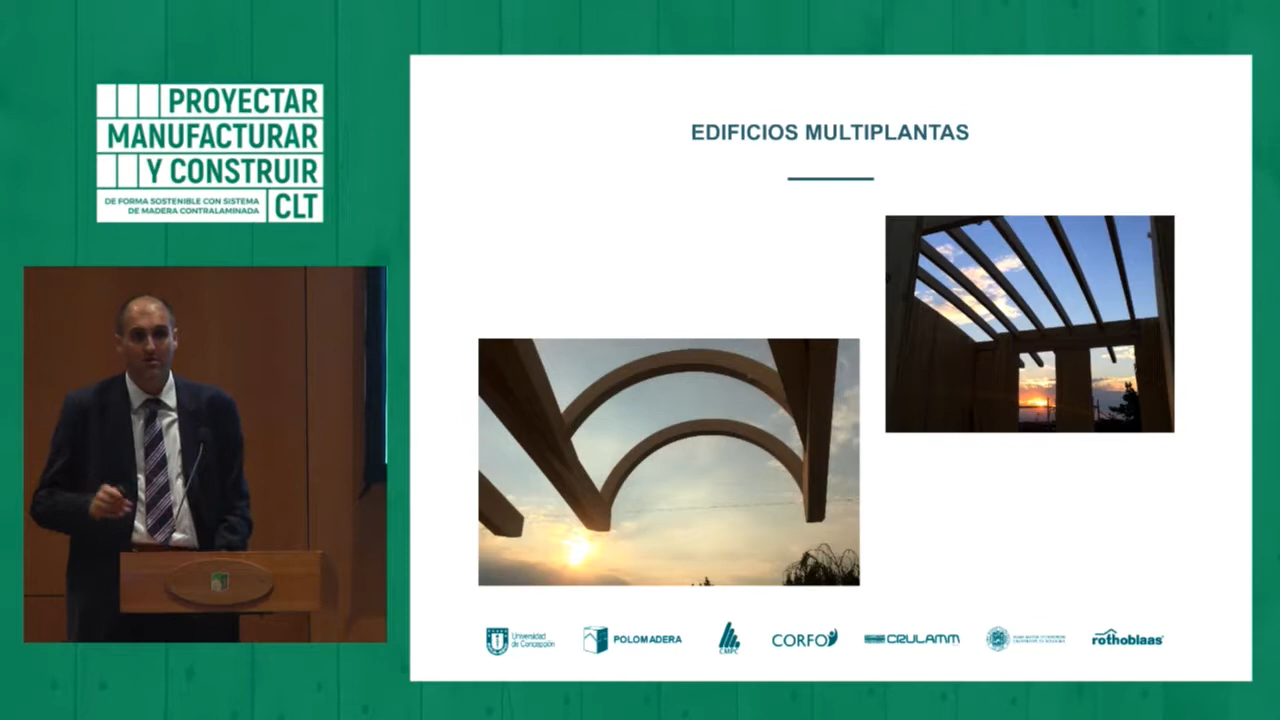 PROYECTAR
MANUFACTURAR
Y CONSTRUIR
DE FORMA SOSTENIBLE CON SISTEMA
DE MADERA CONTRALAMINADA
CLT
EDIFICIOS MULTIPLANTAS
Universidad
de Concepción
POLOMADERA
CMPC
CORFO
CRULAMM
rothoblaas